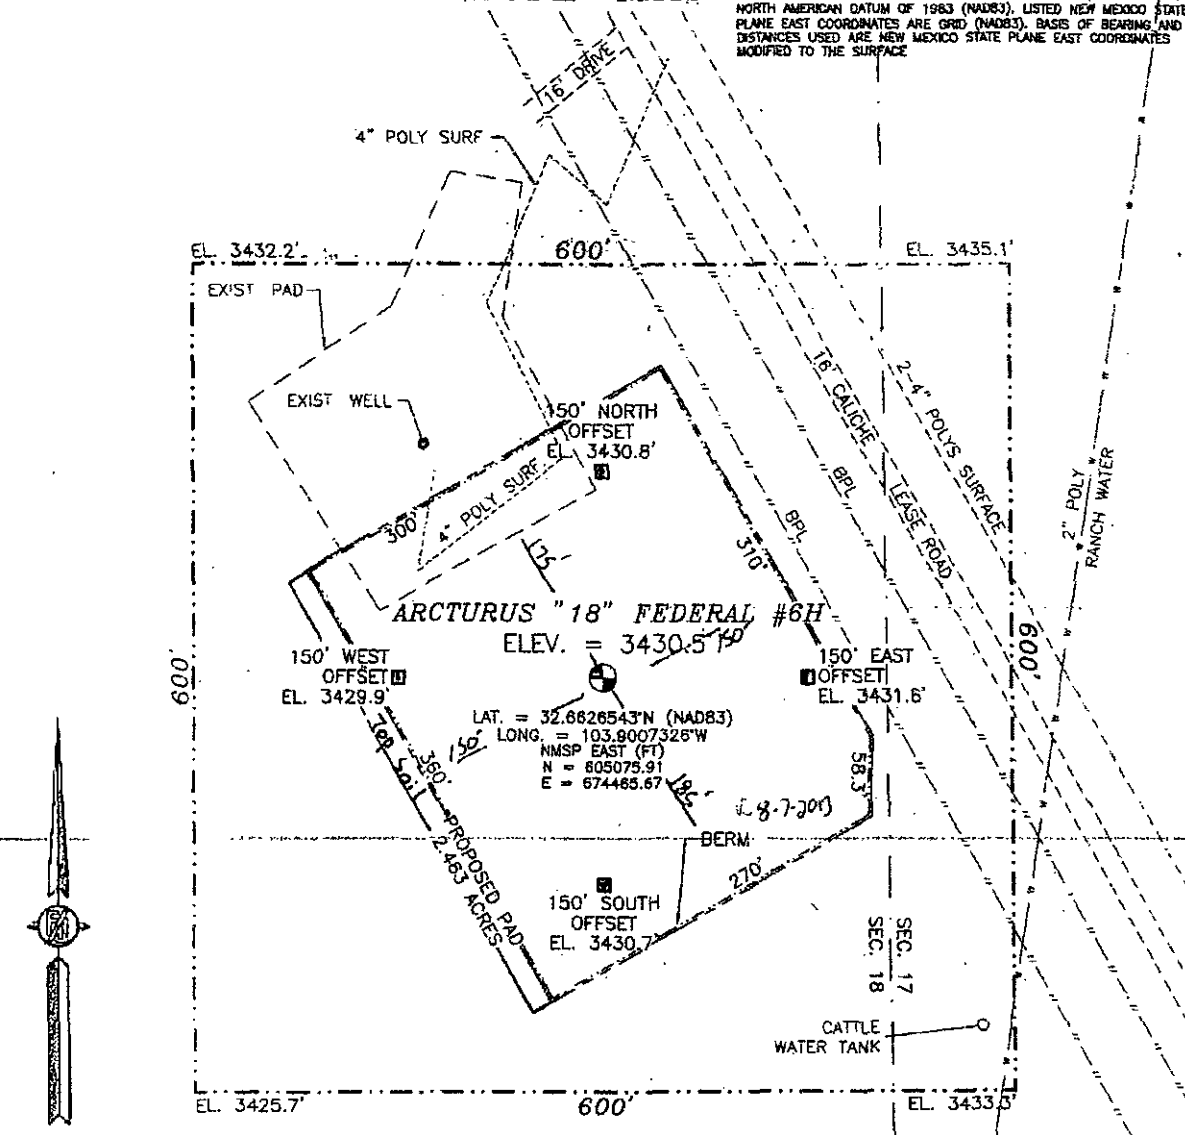 NORTH AMERICAN DATUM OF 1983 (NAD83). LISTED NEW MEXICO STATE
PLANE EAST COORDINATES ARE GRID (NAD83). BASIS OF BEARING AND
DISTANCES USED ARE NEW MEXICO STATE PLANE EAST COORDINATES
MODIFIED TO THE SURFACE
16' DRIVE
4" POLY SURF
EL. 3432.2'
600'
EL. 3435.1'
EXIST PAD
EXIST WELL
150' NORTH
OFFSET
EL. 3430.8'
16' CALICHE LEASE ROAD
2-4" POLYS SURFACE
BPL
BPL
2" POLY
RANCH WATER
300'
4" POLY SURF
310'
175
ARCTURUS "18" FEDERAL #6H
ELEV. = 3430.5'
150
150' WEST
OFFSET
EL. 3429.9'
150' EAST
OFFSET
EL. 3431.6'
600'
600'
LAT. = 32.6626543°N (NAD83)
LONG. = 103.9007326°W
NMSP EAST (FT)
N = 605075.91
E = 674465.67
Top Soil
360'
150'
58.3'
8-7-2013
BERM
PROPOSED PAD
2.463 ACRES
270'
150' SOUTH
OFFSET
EL. 3430.7'
SEC. 17
SEC. 18
CATTLE
WATER TANK
EL. 3425.7'
600'
EL. 3433.3'